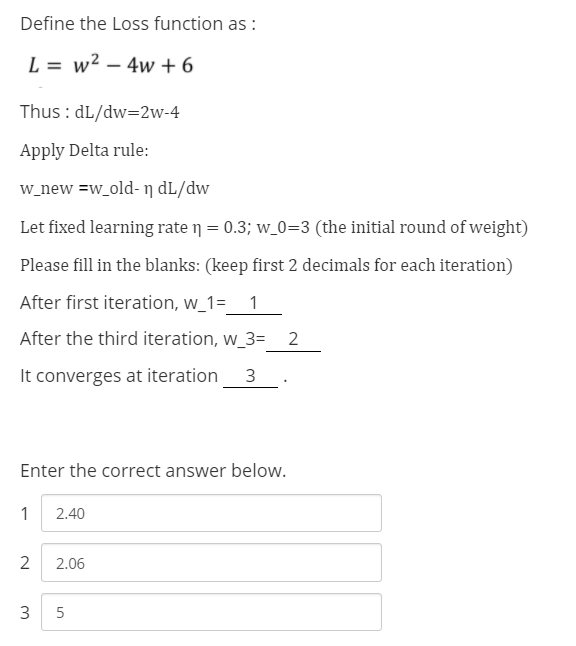 Define the Loss function as :
L = w² – 4w + 6
Thus : dL/dw=2w-4
Apply Delta rule:
w_new =w_old- η dL/dw
Let fixed learning rate η = 0.3; w_0=3 (the initial round of weight)
Please fill in the blanks: (keep first 2 decimals for each iteration)
After first iteration, w_1= 1
After the third iteration, w_3= 2
It converges at iteration 3 .
Enter the correct answer below.
1 2.40
2 2.06
3 5